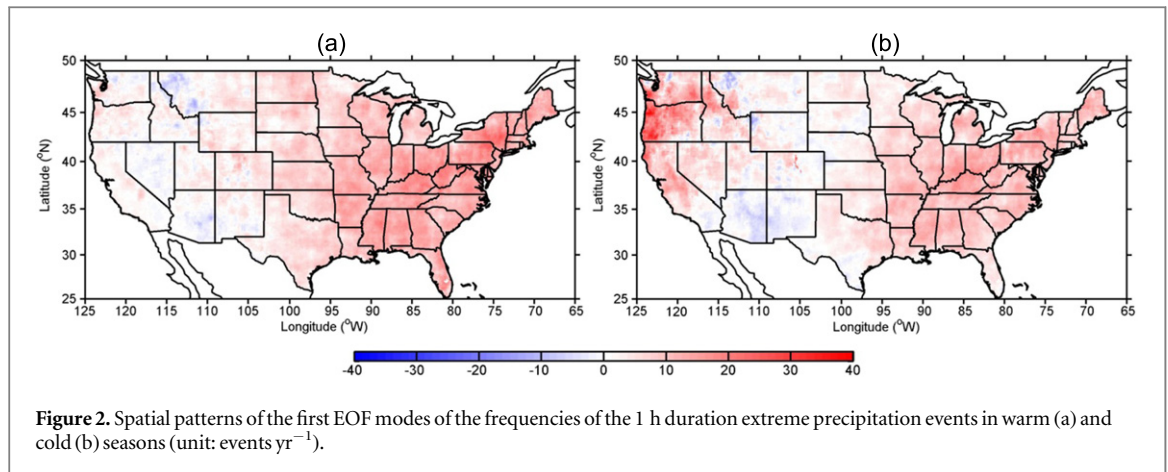 (a) (b)
50 50
45 45
40 40
35 35
30 30
25 25
Latitude (°N) Latitude (°N)
125 120 115 110 105 100 95 90 85 80 75 70 65 125 120 115 110 105 100 95 90 85 80 75 70 65
Longitude (°W) Longitude (°W)
-40 -30 -20 -10 0 10 20 30 40
Figure 2. Spatial patterns of the first EOF modes of the frequencies of the 1 h duration extreme precipitation events in warm (a) and
cold (b) seasons (unit: events yr⁻¹).